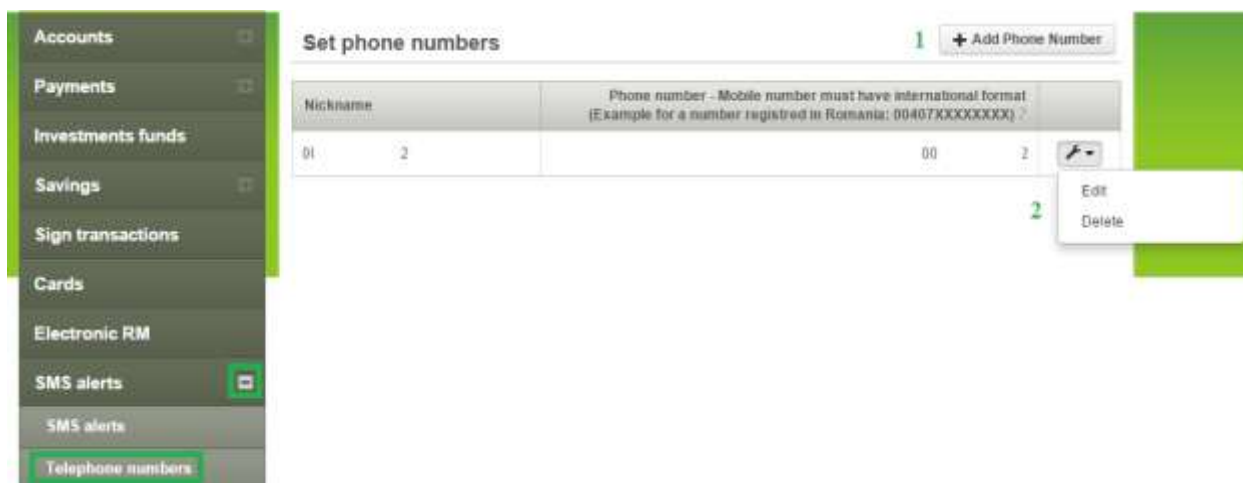 Accounts
Payments
Investments funds
Savings
Sign transactions
Cards
Electronic RM
SMS alerts
SMS alerts
Telephone numbers
Set phone numbers
1
+ Add Phone Number
Nickname
Phone number - Mobile number must have international format
(Example for a number registred in Romania: 00407XXXXXXXX) ?
2
00 2
2
Edit
Delete